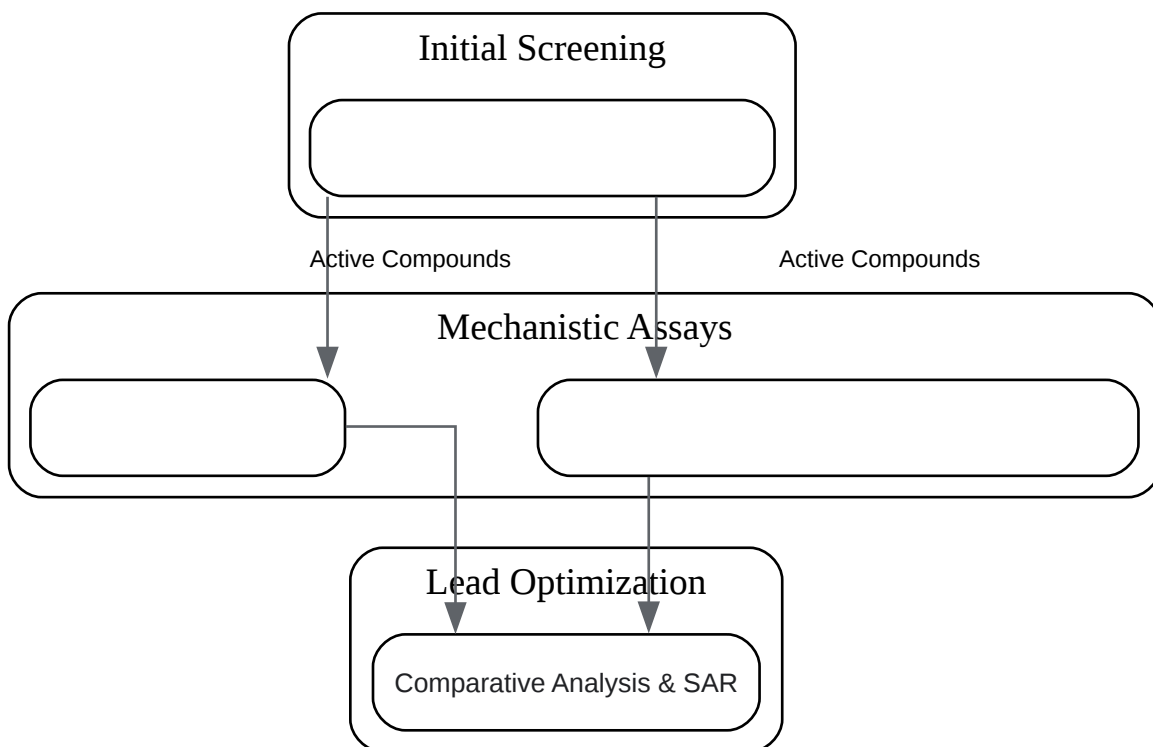 Initial Screening
Active Compounds
Active Compounds
Mechanistic Assays
Lead Optimization
Comparative Analysis & SAR